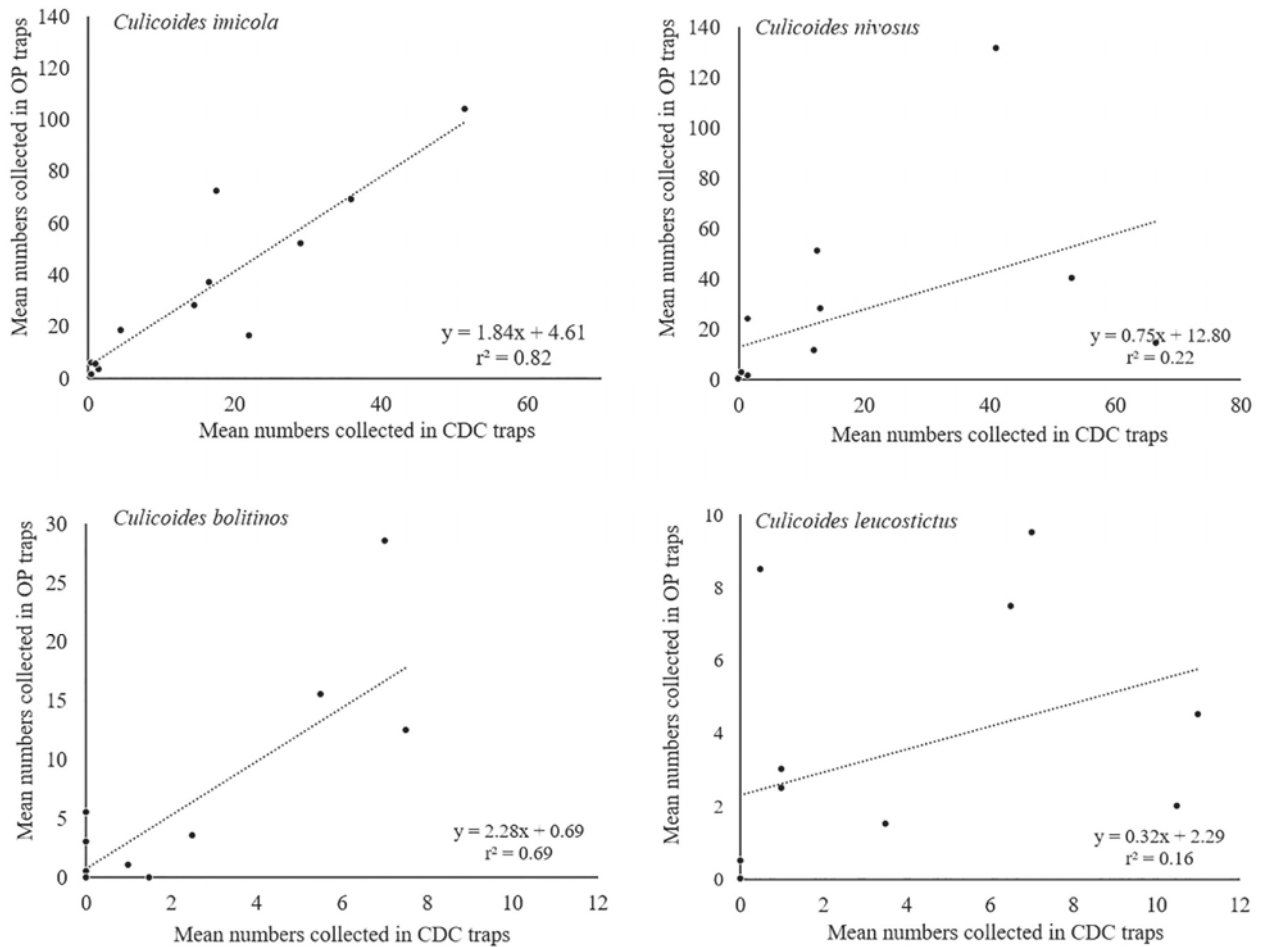 Culicoides imicola
Mean numbers collected in OP traps
140
120
100
80
60
40
20
0
y = 1.84x + 4.61
r² = 0.82
0 20 40 60
Mean numbers collected in CDC traps
Culicoides nivosus
Mean numbers collected in OP traps
140
120
100
80
60
40
20
0
y = 0.75x + 12.80
r² = 0.22
0 20 40 60 80
Mean numbers collected in CDC traps
Culicoides bolitinos
Mean numbers collected in OP traps
30
25
20
15
10
5
0
y = 2.28x + 0.69
r² = 0.69
0 2 4 6 8 10 12
Mean numbers collected in CDC traps
Culicoides leucostictus
Mean numbers collected in OP traps
10
8
6
4
2
0
y = 0.32x + 2.29
r² = 0.16
0 2 4 6 8 10 12
Mean numbers collected in CDC traps